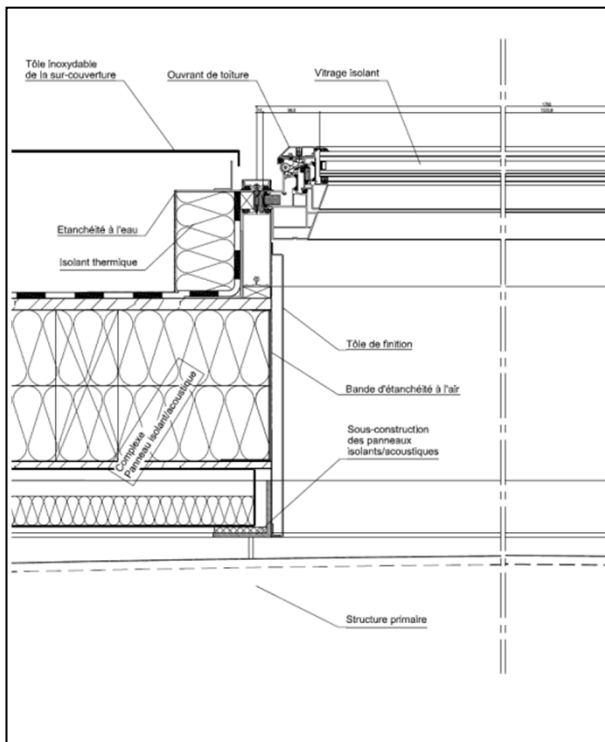 Tôle inoxydable
de la sur-couverture
Ouvrant de toiture
Vitrage isolant
Etanchéité à l'eau
Isolant thermique
Tôle de finition
Bande d'étanchéité à l'aïr
Complexe
Panneau isolant/acoustique
Sous-construction
des panneaux
isolants/acoustiques
Structure primaire